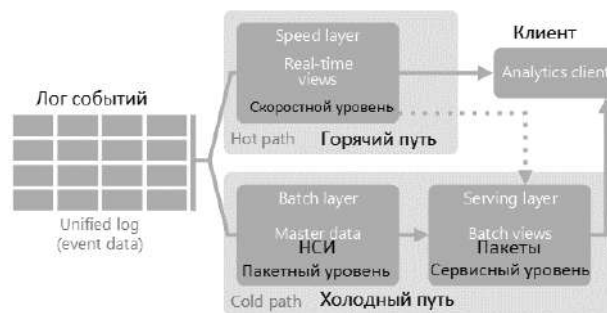 Лог событий
Unified log
(event data)
Speed layer
Real-time
views
Скоростной уровень
Hot path
Горячий путь
Клиент
Analytics client
Batch layer
Master data
НСИ
Пакетный уровень
Serving layer
Batch views
Пакеты
Сервисный уровень
Cold path
Холодный путь